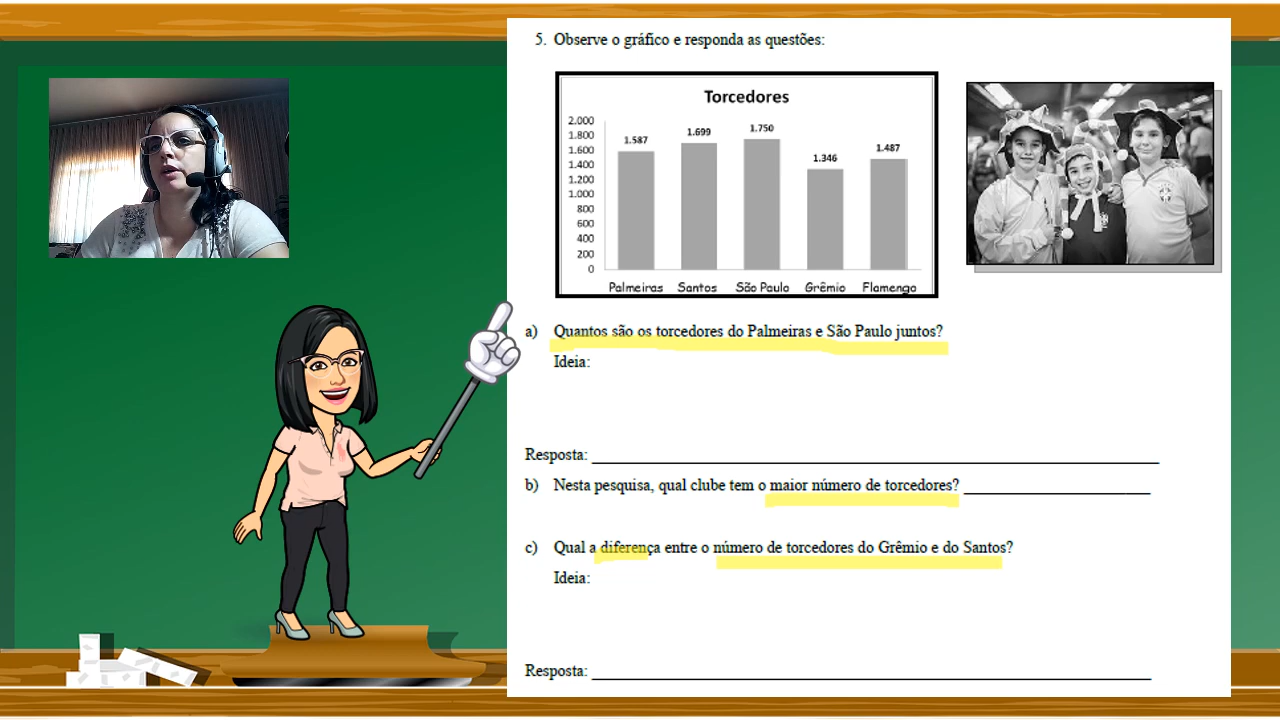 5. Observe o gráfico e responda as questões:
Torcedores
2.000
1.800
1.600
1.400
1.200
1.000
800
600
400
200
0
1.587
1.699
1.750
1.346
1.487
Palmeiras Santos São Paulo Grêmio Flamengo
a) Quantos são os torcedores do Palmeiras e São Paulo juntos?
Ideia:
Resposta:
b) Nesta pesquisa, qual clube tem o maior número de torcedores?
c) Qual a diferença entre o número de torcedores do Grêmio e do Santos?
Ideia:
Resposta: